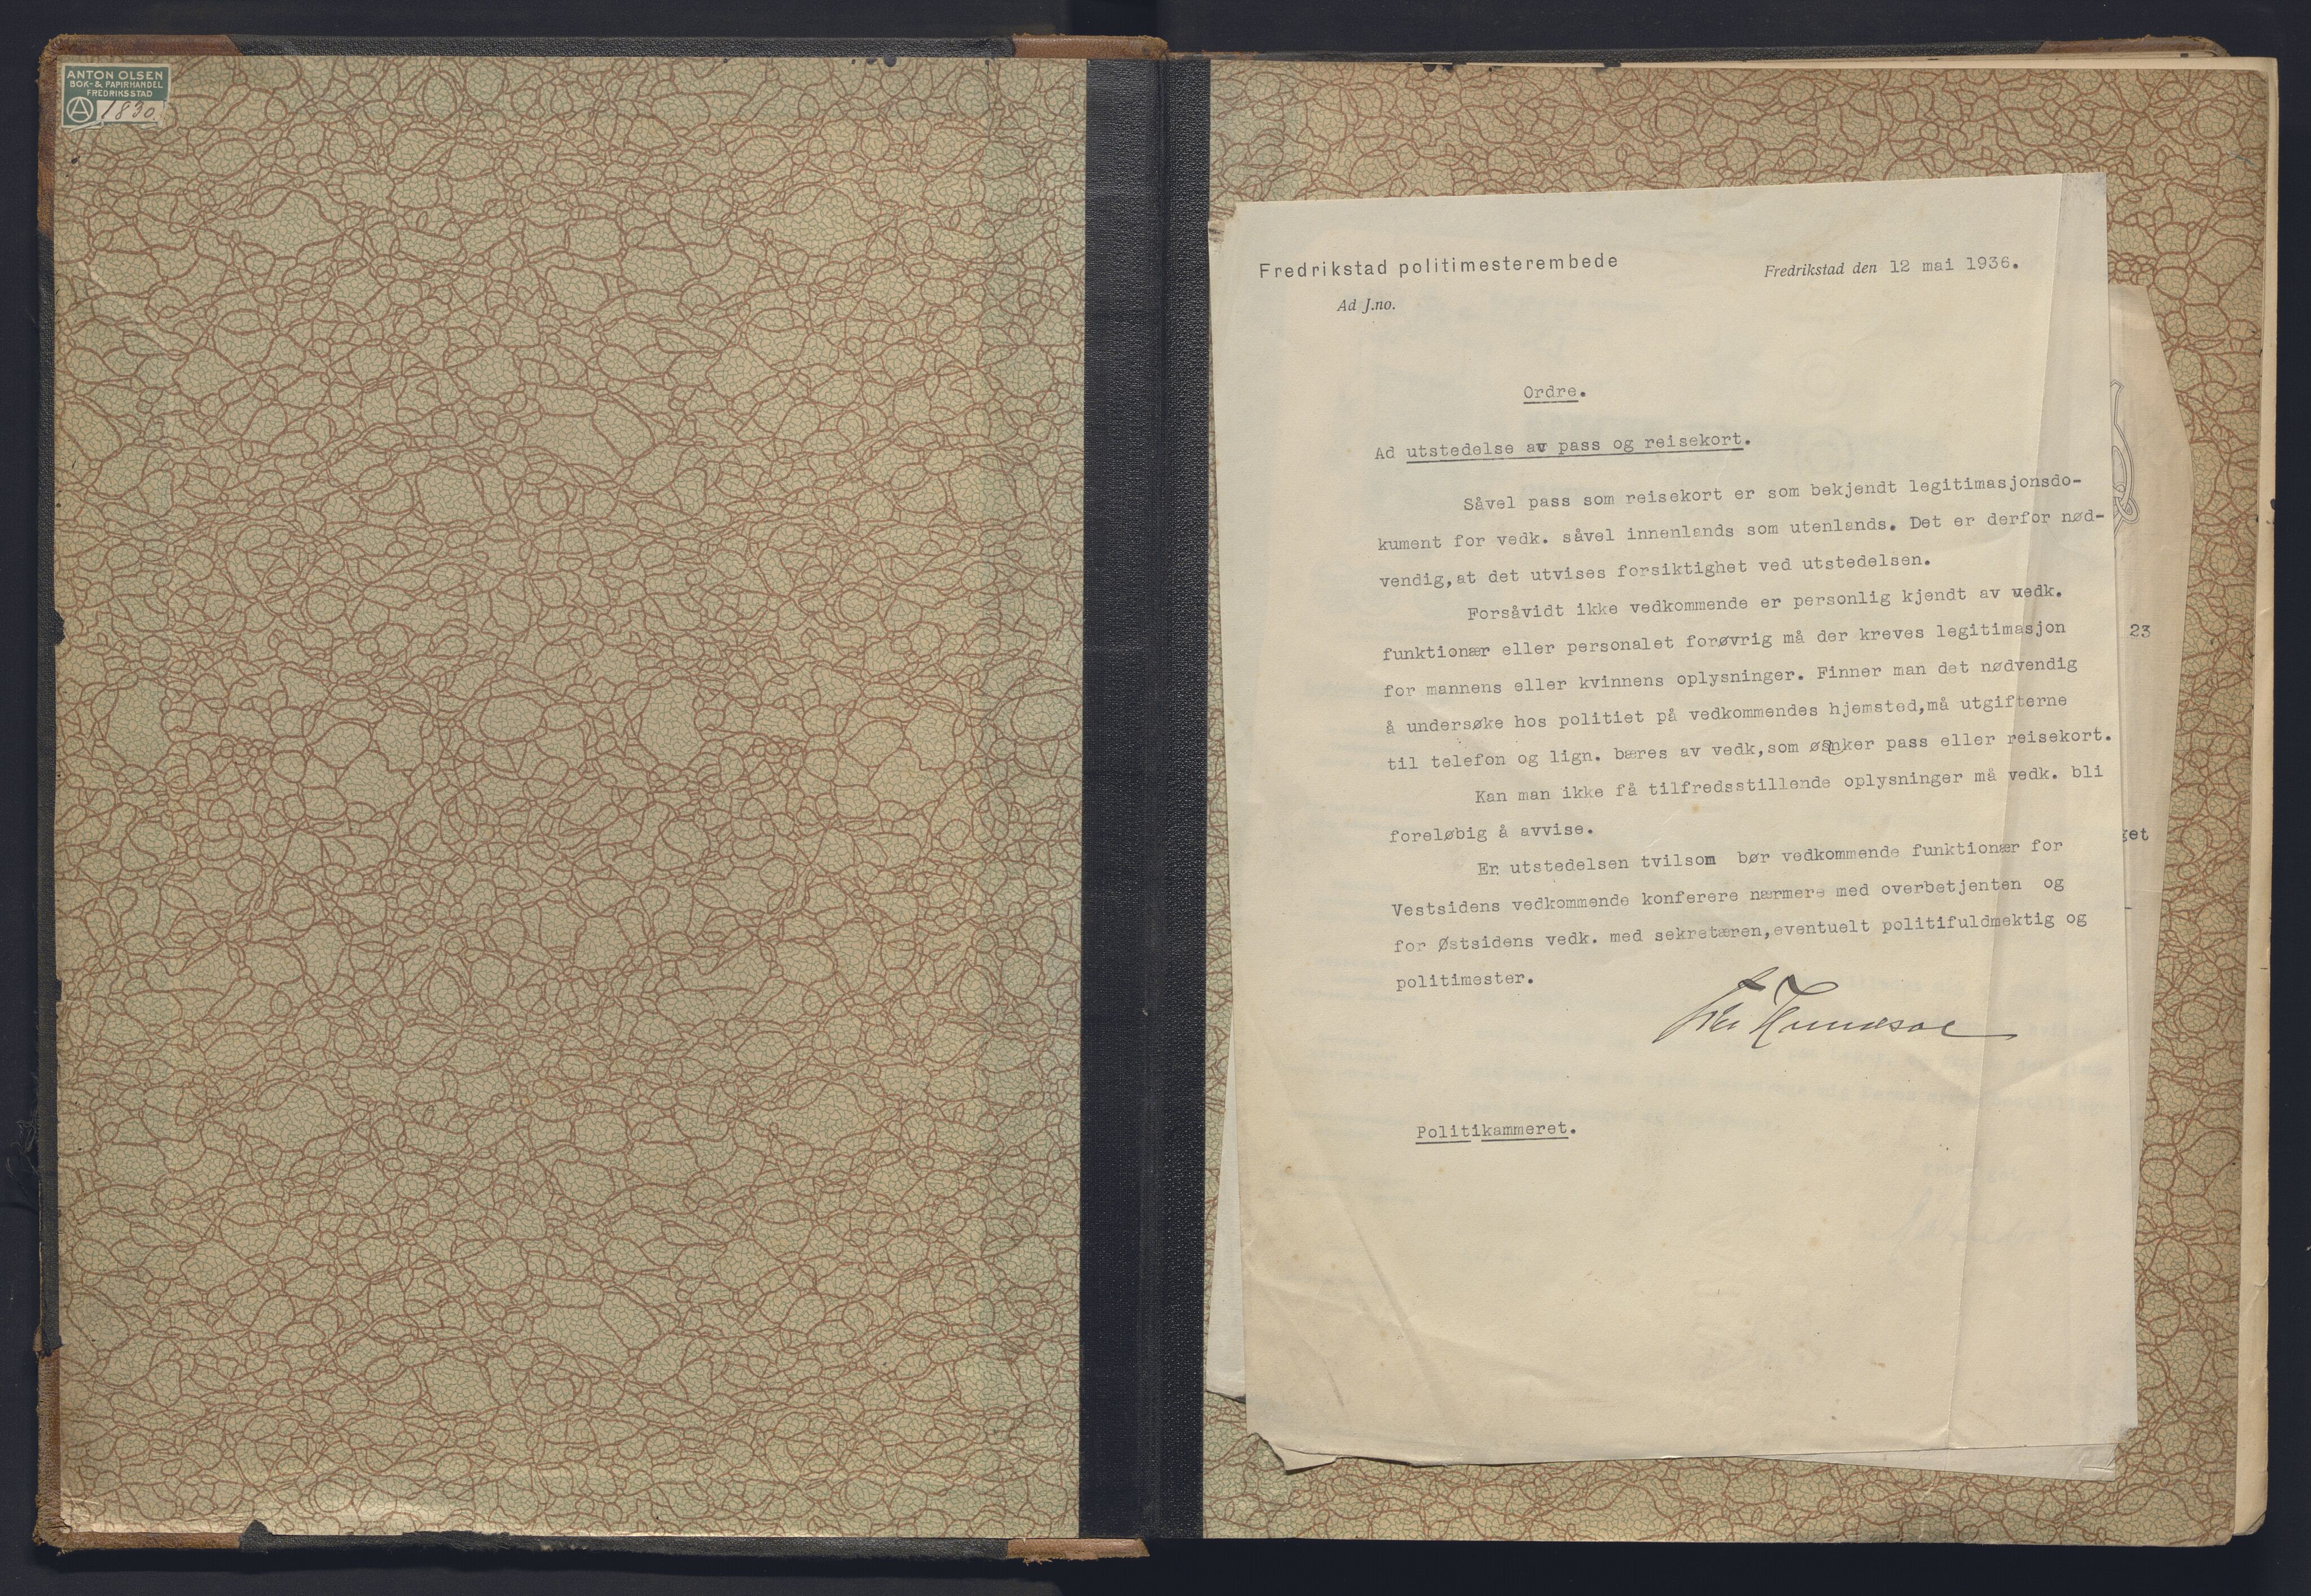 ANTON OLSEN
BOK- & PAPIRHANDEL
FREDRIKSSTAD
A 1830.
Fredrikstad politimesterembede
Fredrikstad den 12 mai 1936.
Ad J.no.
Ordre.
Ad utstedelse av pass og reisekort.
Såvel pass som reisekort er som bekjendt legitimasjonsdo-
kument for vedk. såvel innenlands som utenlands. Det er derfor nød-
vendig,at det utvises forsiktighet ved utstedelsen.
Forsåvidt ikke vedkommende er personlig kjendt av vedk.
funktionær eller personalet forøvrig må der kreves legitimasjon
for mannens eller kvinnens oplysninger. Finner man det nødvendig
å undersøke hos politiet på vedkommendes hjemsted,må utgifterne
til telefon og lign. bæres av vedk,som ønsker pass eller reisekort.
Kan man ikke få tilfredsstillende oplysninger må vedk. bli
foreløbig å avvise.
Er utstedelsen tvilsom bør vedkommende funktionær for
Vestsidens vedkommende konferere nærmere med overbetjenten og
for Østsidens vedk. med sekretæren,eventuelt politifuldmektig og
politimester.
Politikammeret.
23
get